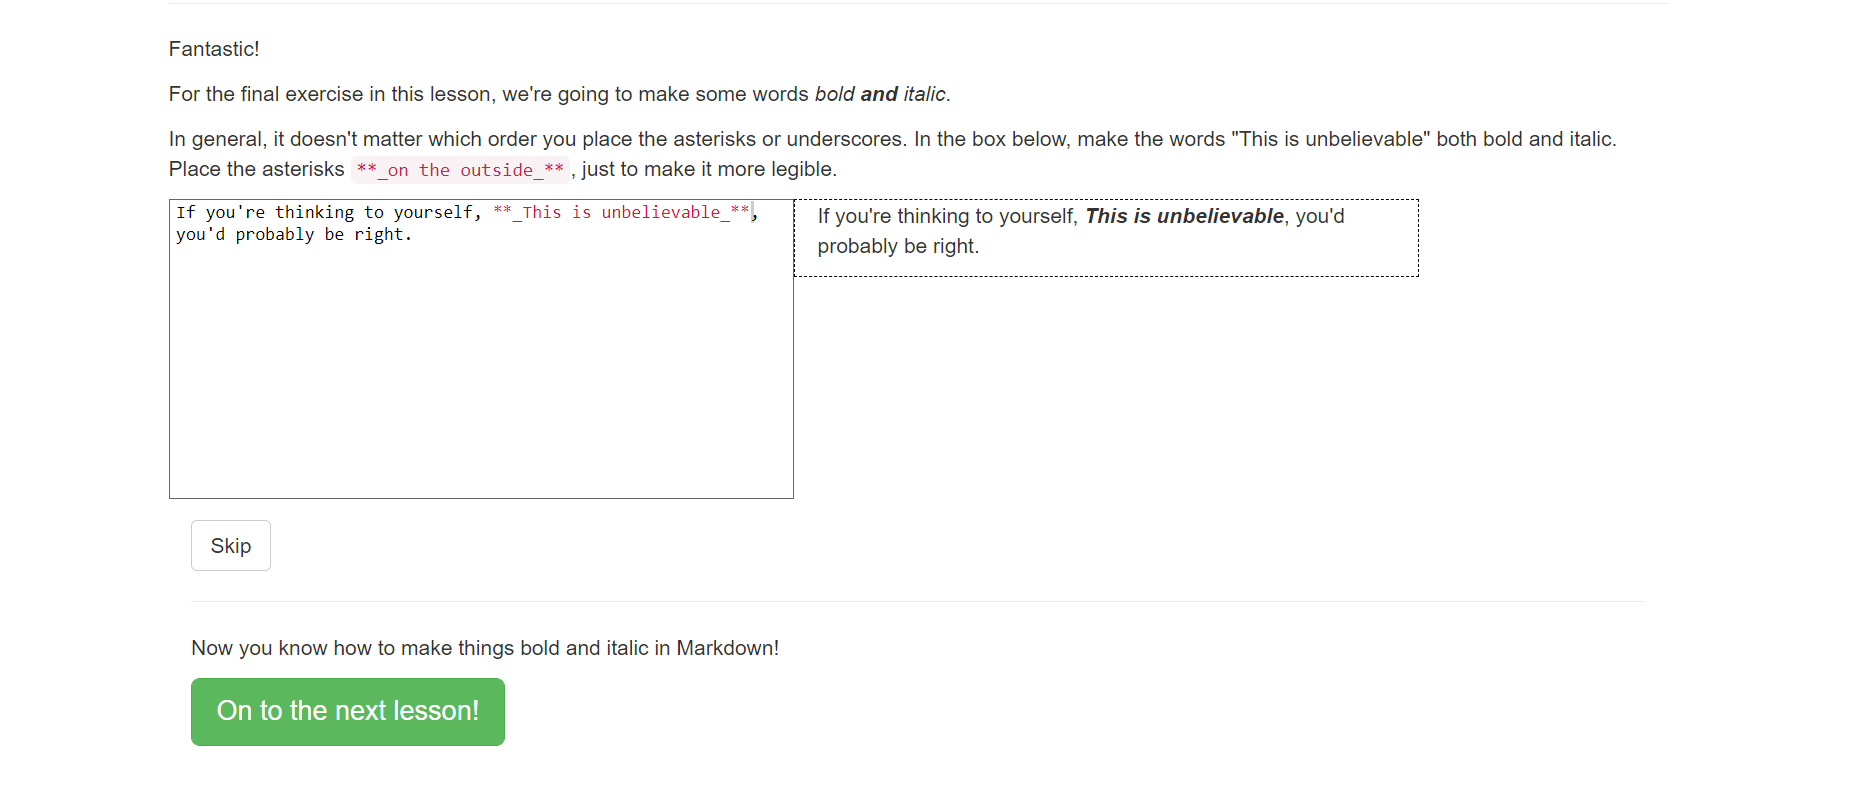 Fantastic!
For the final exercise in this lesson, we're going to make some words bold and italic.
In general, it doesn't matter which order you place the asterisks or underscores. In the box below, make the words "This is unbelievable" both bold and italic.
Place the asterisks **_on the outside_**, just to make it more legible.
If you're thinking to yourself, **_This is unbelievable_**,
you'd probably be right.
If you're thinking to yourself, This is unbelievable, you'd
probably be right.
Skip
Now you know how to make things bold and italic in Markdown!
On to the next lesson!